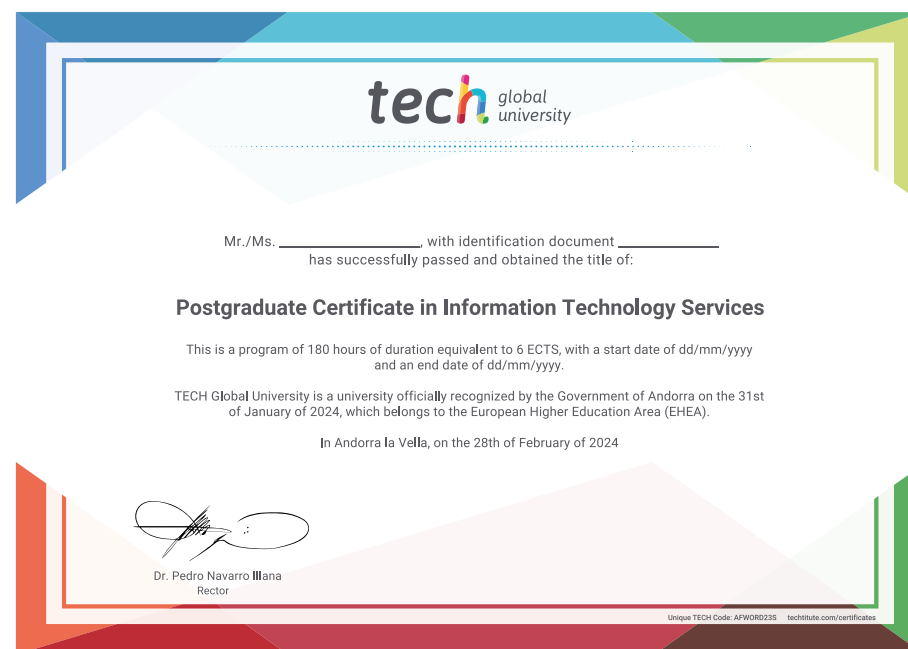 tech global university
Mr./Ms. ____________, with identification document ____________
has successfully passed and obtained the title of:
Postgraduate Certificate in Information Technology Services
This is a program of 180 hours of duration equivalent to 6 ECTS, with a start date of dd/mm/yyyy
and an end date of dd/mm/yyyy.
TECH Global University is a university officially recognized by the Government of Andorra on the 31st
of January of 2024, which belongs to the European Higher Education Area (EHEA).
In Andorra la Vella, on the 28th of February of 2024
Dr. Pedro Navarro Illana
Rector
Unique TECH Code: AFWORD23S techtitute.com/certificates